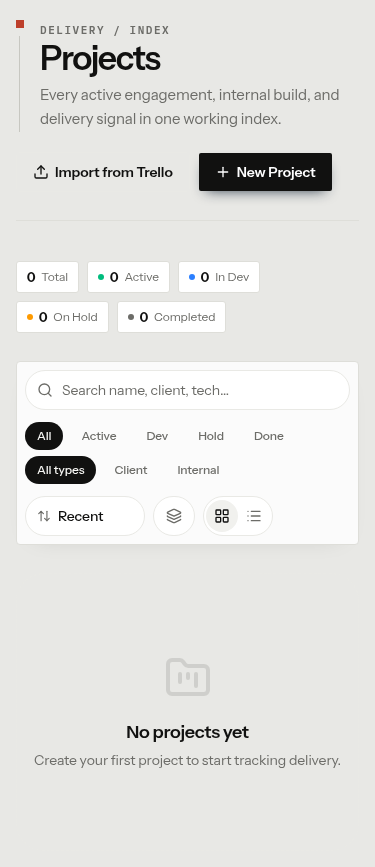 DELIVERY / INDEX
Projects
Every active engagement, internal build, and
delivery signal in one working index.
Import from Trello
New Project
0 Total
0 Active
0 In Dev
0 On Hold
0 Completed
Search name, client, tech...
All Active Dev Hold Done
All types Client Internal
Recent
No projects yet
Create your first project to start tracking delivery.